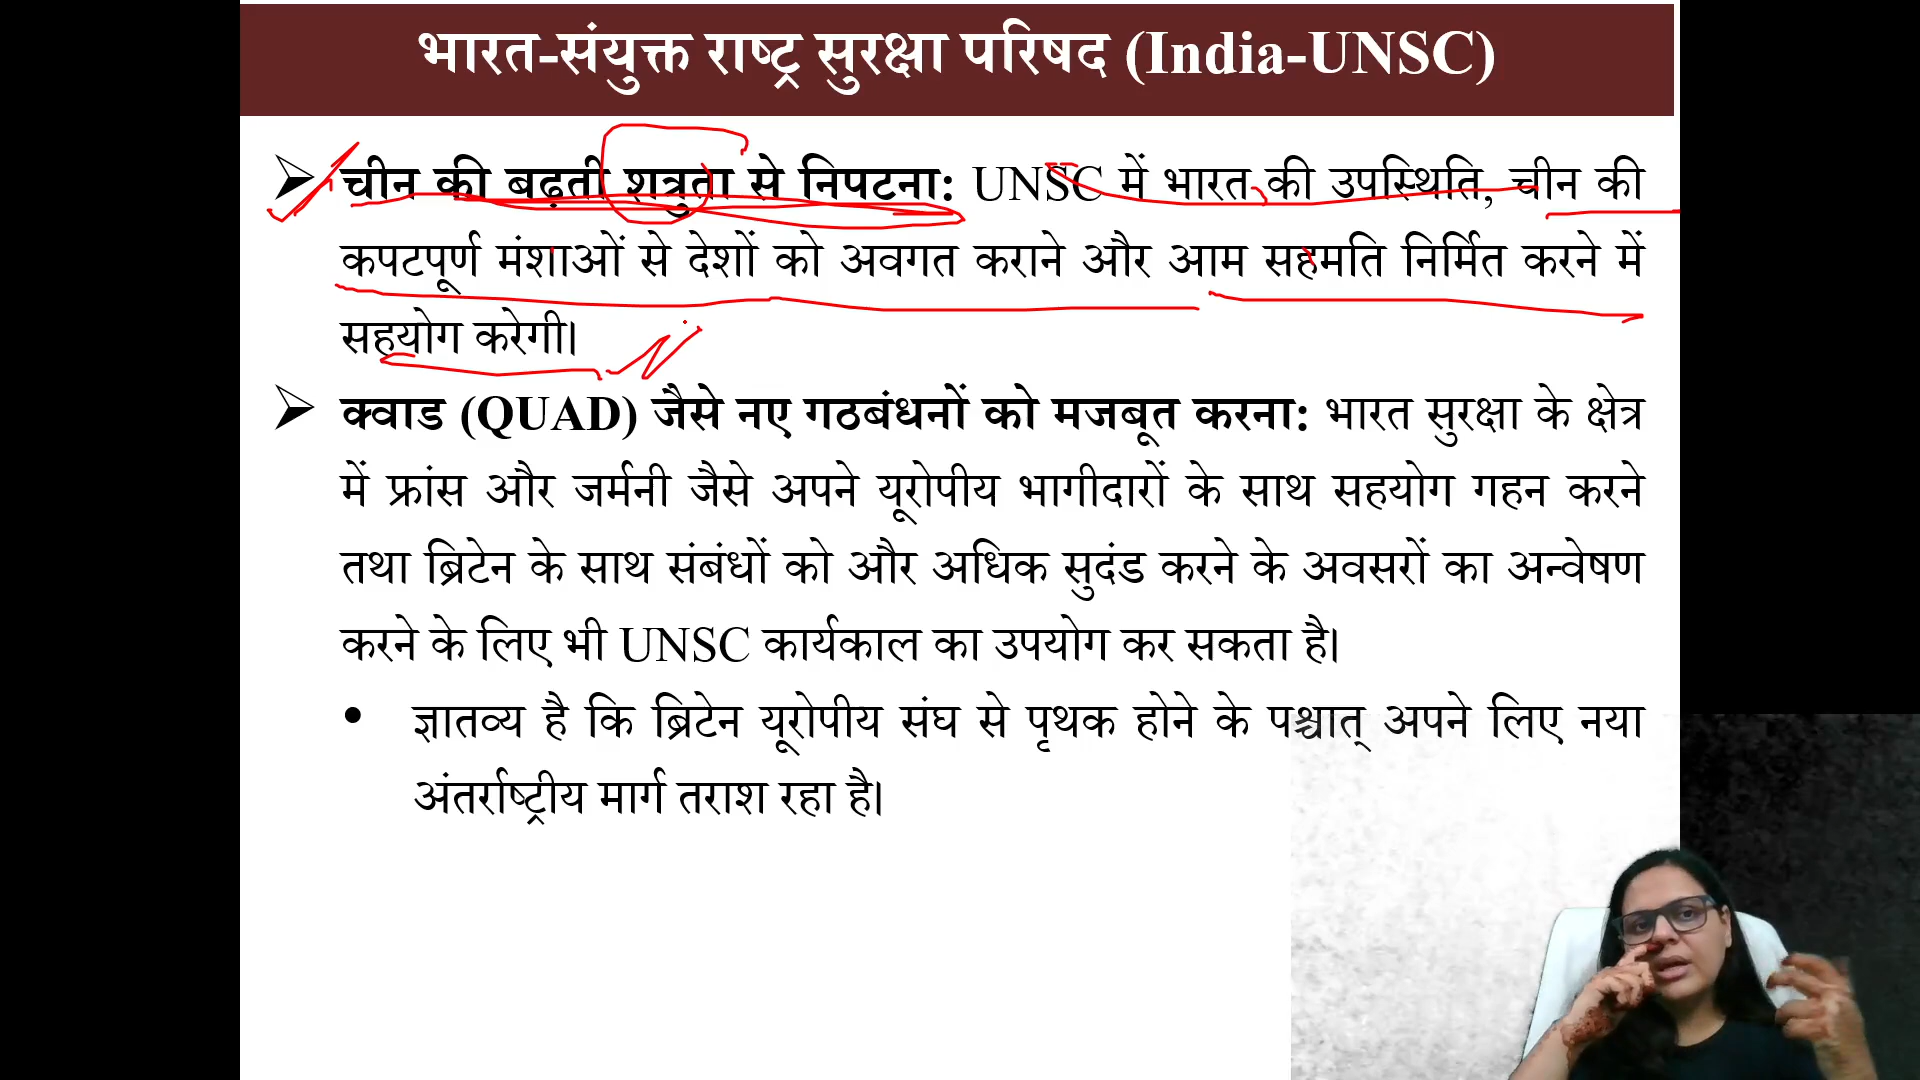 भारत-संयुक्त राष्ट्र सुरक्षा परिषद (India-UNSC)
➢ चीन की बढ़ती शत्रुता से निपटना: UNSC में भारत की उपस्थिति, चीन की
कपटपूर्ण मंशाओं से देशों को अवगत कराने और आम सहमति निर्मित करने में
सहयोग करेगी।
➢ क्वाड (QUAD) जैसे नए गठबंधनों को मजबूत करना: भारत सुरक्षा के क्षेत्र
में फ्रांस और जर्मनी जैसे अपने यूरोपीय भागीदारों के साथ सहयोग गहन करने
तथा ब्रिटेन के साथ संबंधों को और अधिक सुदंड करने के अवसरों का अन्वेषण
करने के लिए भी UNSC कार्यकाल का उपयोग कर सकता है।
• ज्ञातव्य है कि ब्रिटेन यूरोपीय संघ से पृथक होने के पश्चात् अपने लिए नया
अंतर्राष्ट्रीय मार्ग तराश रहा है।